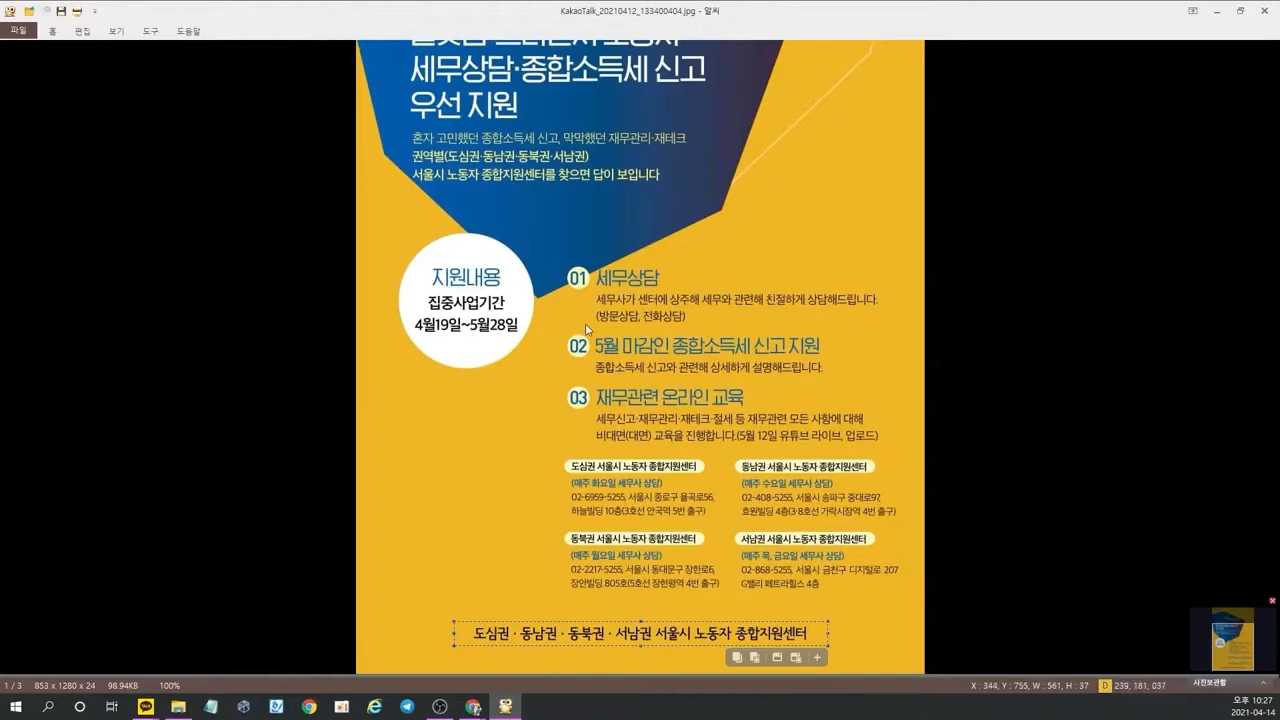 KakaoTalk_20210412_133400404.jpg - 알씨
파일 홈 편집 보기 도구 도움말
세무상담·종합소득세 신고
우선 지원
혼자 고민했던 종합소득세 신고, 막막했던 재무관리·재테크
권역별(도심권·동남권·동북권·서남권)
서울시 노동자 종합지원센터를 찾으면 답이 보입니다
지원내용
집중사업기간
4월19일~5월28일
01 세무상담
세무사가 센터에 상주해 세무와 관련해 친절하게 상담해드립니다.
(방문상담, 전화상담)
02 5월 마감인 종합소득세 신고 지원
종합소득세 신고와 관련해 상세하게 설명해드립니다.
03 재무관련 온라인 교육
세무신고·재무관리·재테크·절세 등 재무관련 모든 사항에 대해
비대면(대면) 교육을 진행합니다.(5월 12일 유튜브 라이브, 업로드)
도심권 서울시 노동자 종합지원센터
(매주 화요일 세무사 상담)
02-6959-5255, 서울시 종로구 율곡로56,
하늘빌딩 10층(3호선 안국역 5번 출구)
동남권 서울시 노동자 종합지원센터
(매주 수요일 세무사 상담)
02-408-5255, 서울시 송파구 중대로97,
효원빌딩 4층(3·8호선 가락시장역 4번 출구)
동북권 서울시 노동자 종합지원센터
(매주 월요일 세무사 상담)
02-2217-5255, 서울시 동대문구 장한로6,
장안빌딩 805호(5호선 장한평역 4번 출구)
서남권 서울시 노동자 종합지원센터
(매주 목, 금요일 세무사 상담)
02-868-5255, 서울시 금천구 디지털로 207
G밸리 페트라힐스 4층
도심권 · 동남권 · 동북권 · 서남권 서울시 노동자 종합지원센터
사진보관함
1 / 3 853 x 1280 x 24 98.94KB 100% X : 344, Y : 755, W : 561, H : 37 D 239, 181, 037
오후 10:27
2021-04-14